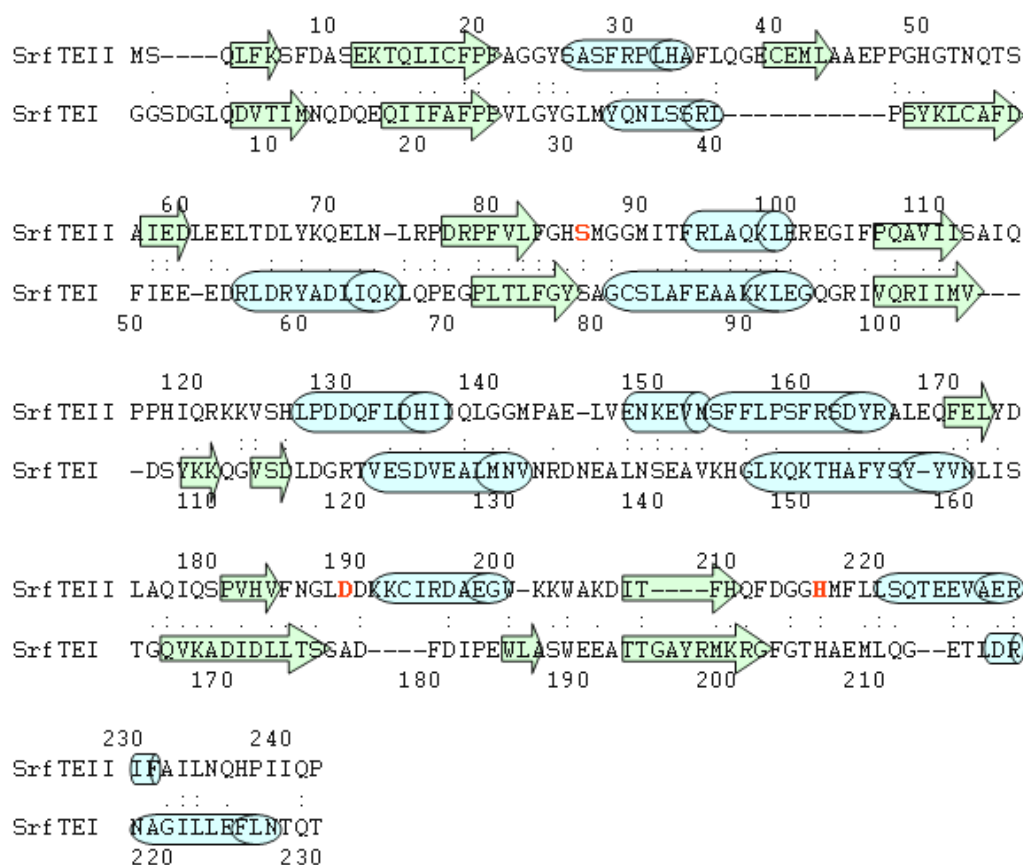 10 20 30 40 50
SrfTEII MS----QLFKSFDASEKTQLICFPFAGGYSASFRPLHAFLQGECEMLAAEPPGHGTNQTS
SrfTEI GGSDGLQDVTIMNQDQEQIIFAFPPVLGYGLMYQNLSSRL------------PSYKLCAFD
10 20 30 40
60 70 80 90 100 110
SrfTEII AIEDLEELTDLYKQELN-LRPDRPFVLFGHSMGGMITFRLAQKLEREGIFPQAVIISAIQ
SrfTEI FIEE-EDRLDRYADLIQKLQPEGPLTLFGYSAGCSLAFEAAKKLEGQGRIVQRIIMV---
50 60 70 80 90 100
120 130 140 150 160 170
SrfTEII PPHIQRKKVSHLPDDQFLDHIIQLGGMPAE-LVENKEVMSFFLPSFRSDYRALEQFELYD
SrfTEI -DSYKKQGVSDLDGRTVESDVEALMNVNRDNEALNSEAVKHGLKQKTHAFYSY-YVNLIS
110 120 130 140 150 160
180 190 200 210 220
SrfTEII LAQIQSPVHVFNGLDDKKCIRDAEGW-KKWAKDIT----FHQFDGGHMFLLSQTEEVAER
SrfTEI TGQVKADIDLLTSGAD----FDIPEWLASWEEATTGAYRMKRGFGTHAEMLQG--ETLDR
170 180 190 200 210
230 240
SrfTEII IFAILNQHPIIQP
SrfTEI NAGILLEFLNTQT
220 230